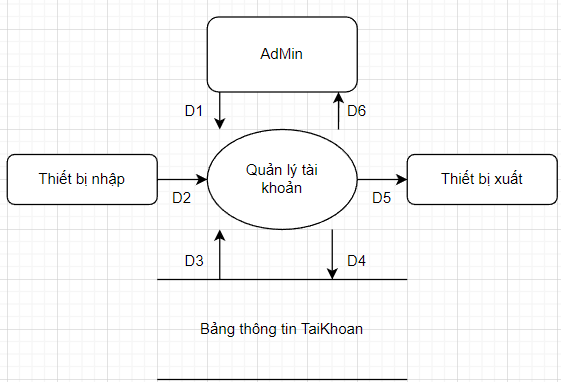 AdMin
D1
D6
Thiết bị nhập
Quản lý tài
khoản
Thiết bị xuất
D2
D5
D3
D4
Bảng thông tin TaiKhoan